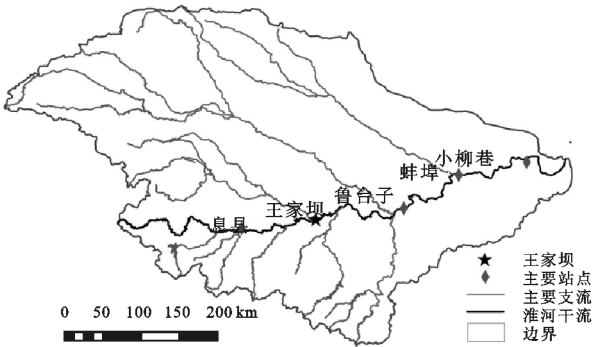 小柳巷
蚌埠
鲁台子
王家坝
息县
王家坝
主要站点
主要支流
淮河干流
边界
0 50 100 150 200 km